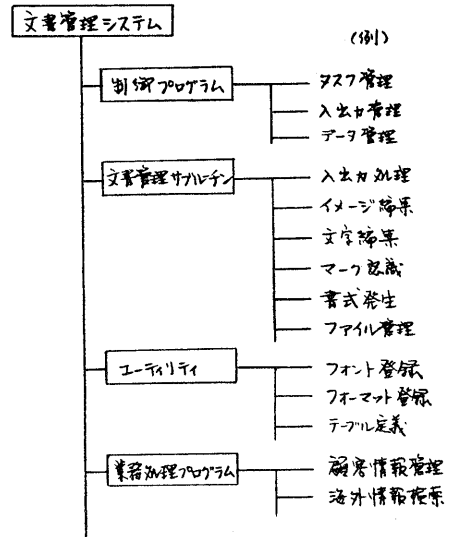 文書管理システム
(例)
制御プログラム
タスク管理
入出力管理
データ管理
文書管理サブルーチン
入出力処理
イメージ編集
文字編集
マーク認識
書式発生
ファイル管理
ユーティリティ
フォント登録
フォーマット登録
テーブル定義
業務処理プログラム
顧客情報管理
海外情報検索